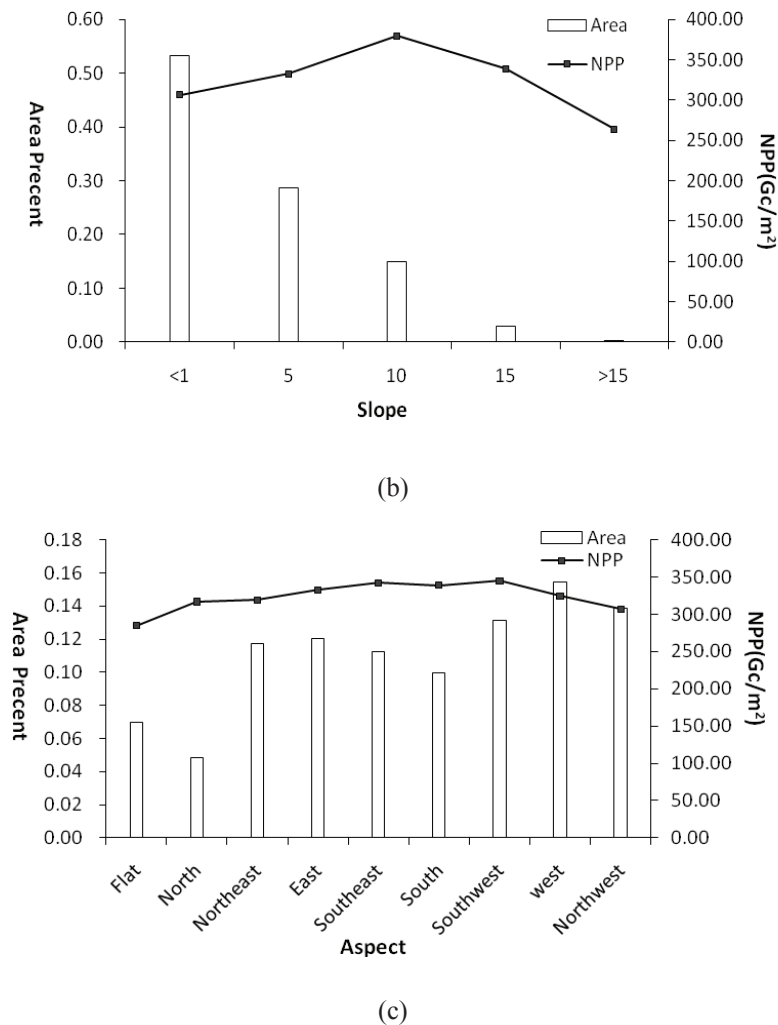 0.60
0.50
0.40
0.30
0.20
0.10
0.00
Area Precent
400.00
350.00
300.00
250.00
200.00
150.00
100.00
50.00
0.00
NPP(Gc/m²)
Area
NPP
<1 5 10 15 >15
Slope
(b)
0.18
0.16
0.14
0.12
0.10
0.08
0.06
0.04
0.02
0.00
Area Precent
400.00
350.00
300.00
250.00
200.00
150.00
100.00
50.00
0.00
NPP(Gc/m²)
Area
NPP
Flat
North
Northeast
East
Southeast
South
Southwest
west
Northwest
Aspect
(c)